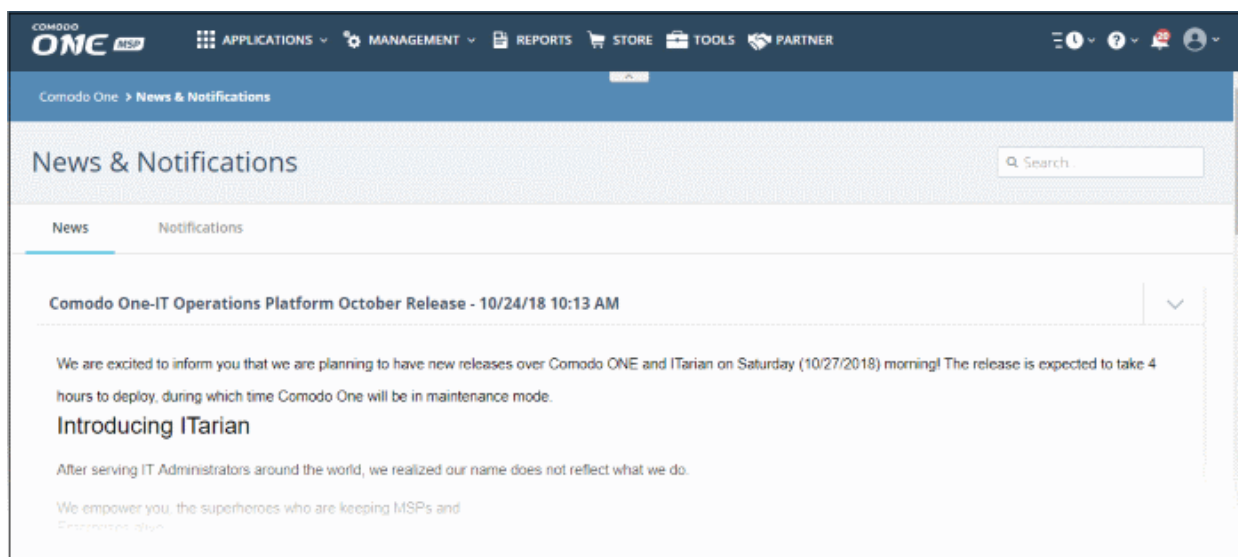 COMODO
ONE MSP APPLICATIONS MANAGEMENT REPORTS STORE TOOLS PARTNER
Comodo One > News & Notifications
News & Notifications
Search
News Notifications
Comodo One-IT Operations Platform October Release - 10/24/18 10:13 AM
We are excited to inform you that we are planning to have new releases over Comodo ONE and ITarian on Saturday (10/27/2018) morning! The release is expected to take 4
hours to deploy, during which time Comodo One will be in maintenance mode.
Introducing ITarian
After serving IT Administrators around the world, we realized our name does not reflect what we do.
We empower you, the superheroes who are keeping MSPs and